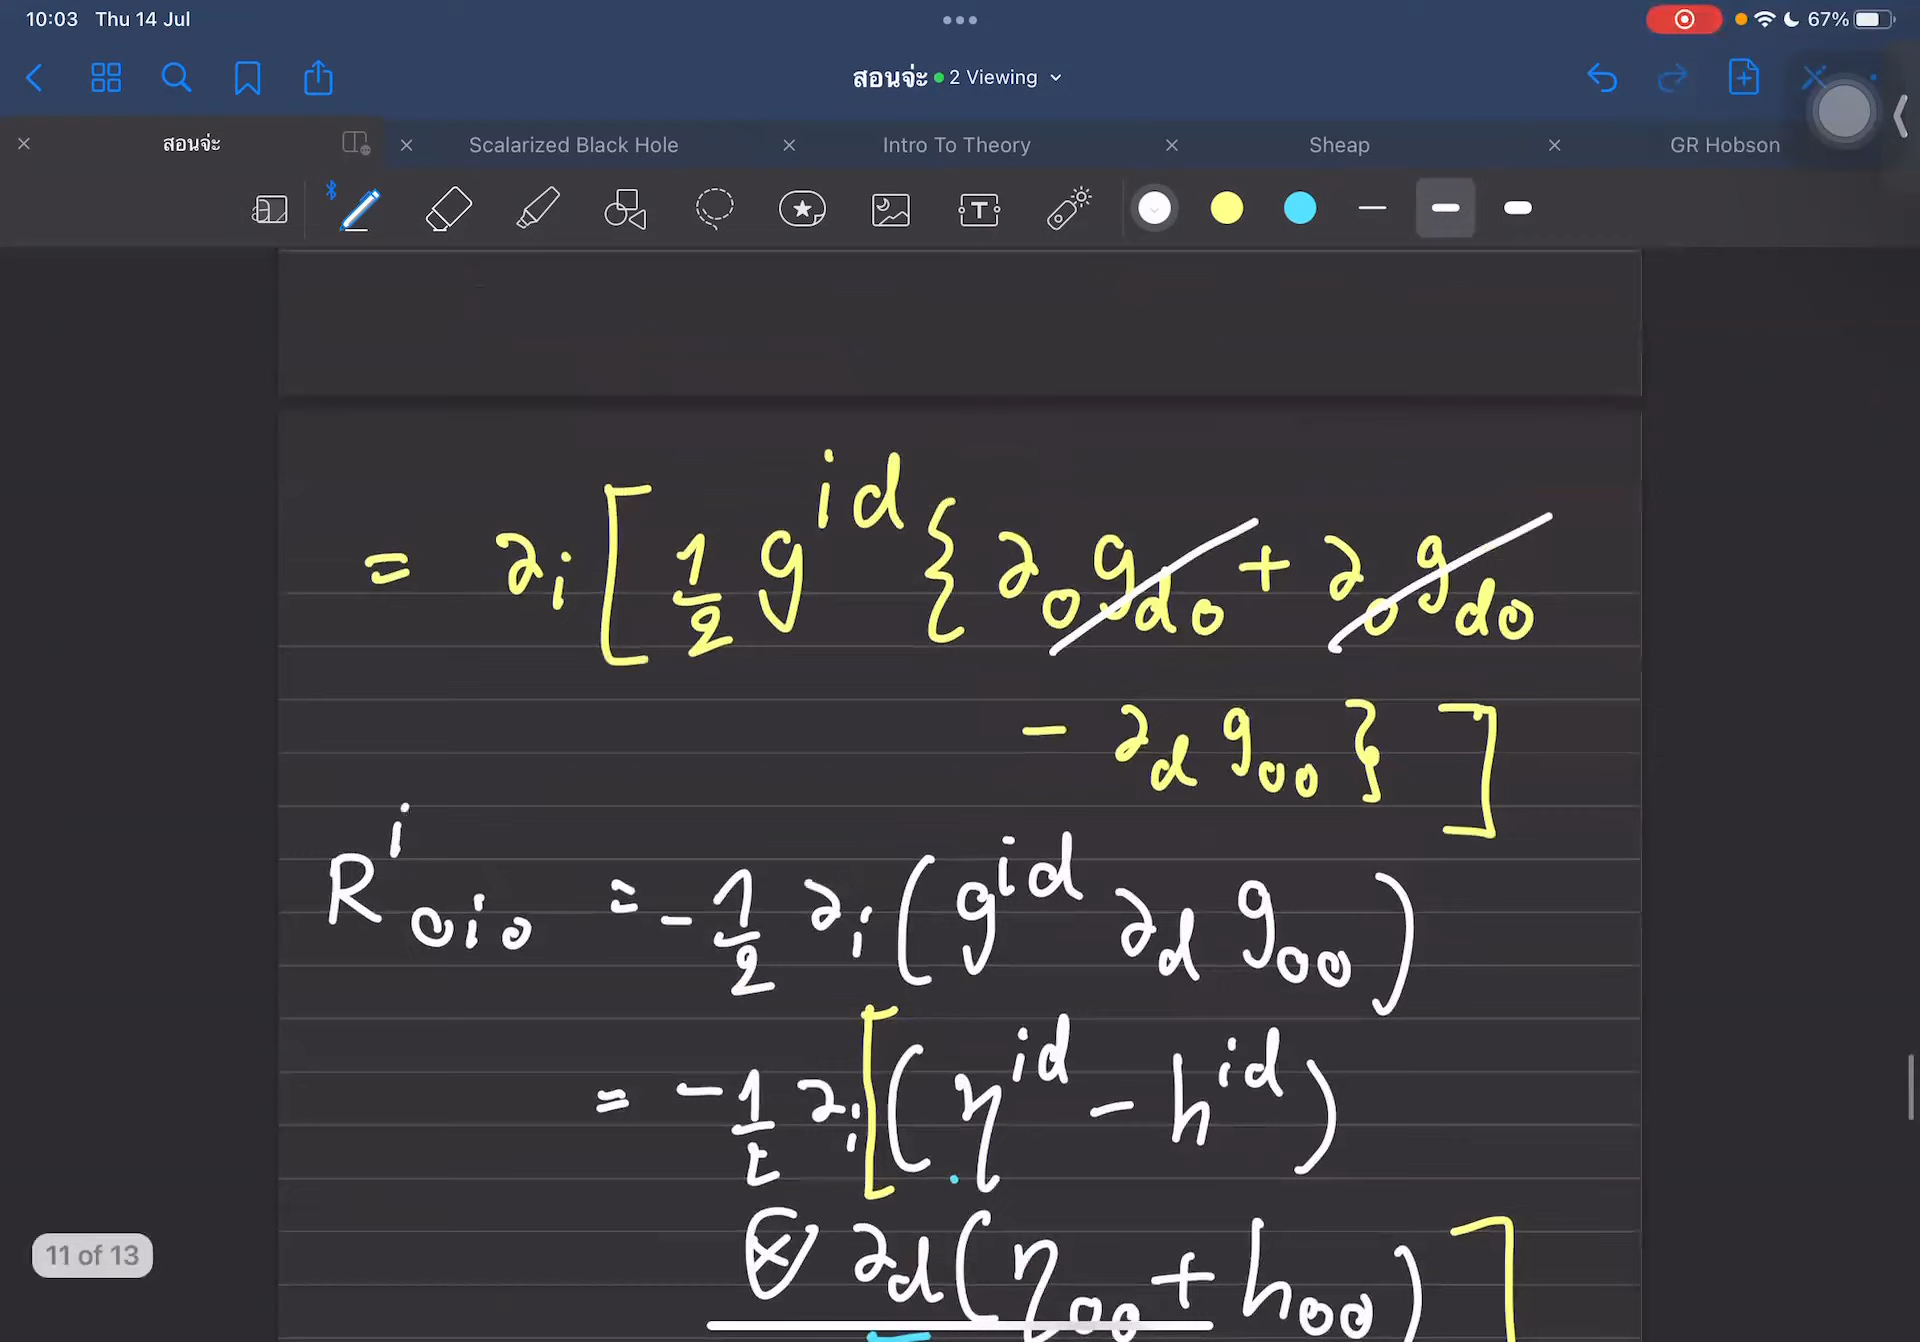 10:03 Thu 14 Jul
67%
สอนจ่ะ 2 Viewing
สอนจ่ะ
Scalarized Black Hole
Intro To Theory
Sheap
GR Hobson
= ∂_i [ 1/2 g^{id} { ∂_0 g_{d0} + ∂_0 g_{d0}
- ∂_d g_{00} } ]
R^i_{0i0} = - 1/2 ∂_i ( g^{id} ∂_d g_{00} )
= - 1/2 ∂_i [ ( η^{id} - h^{id} )
⊗ ∂_d ( η_{00} + h_{00} ) ]
11 of 13